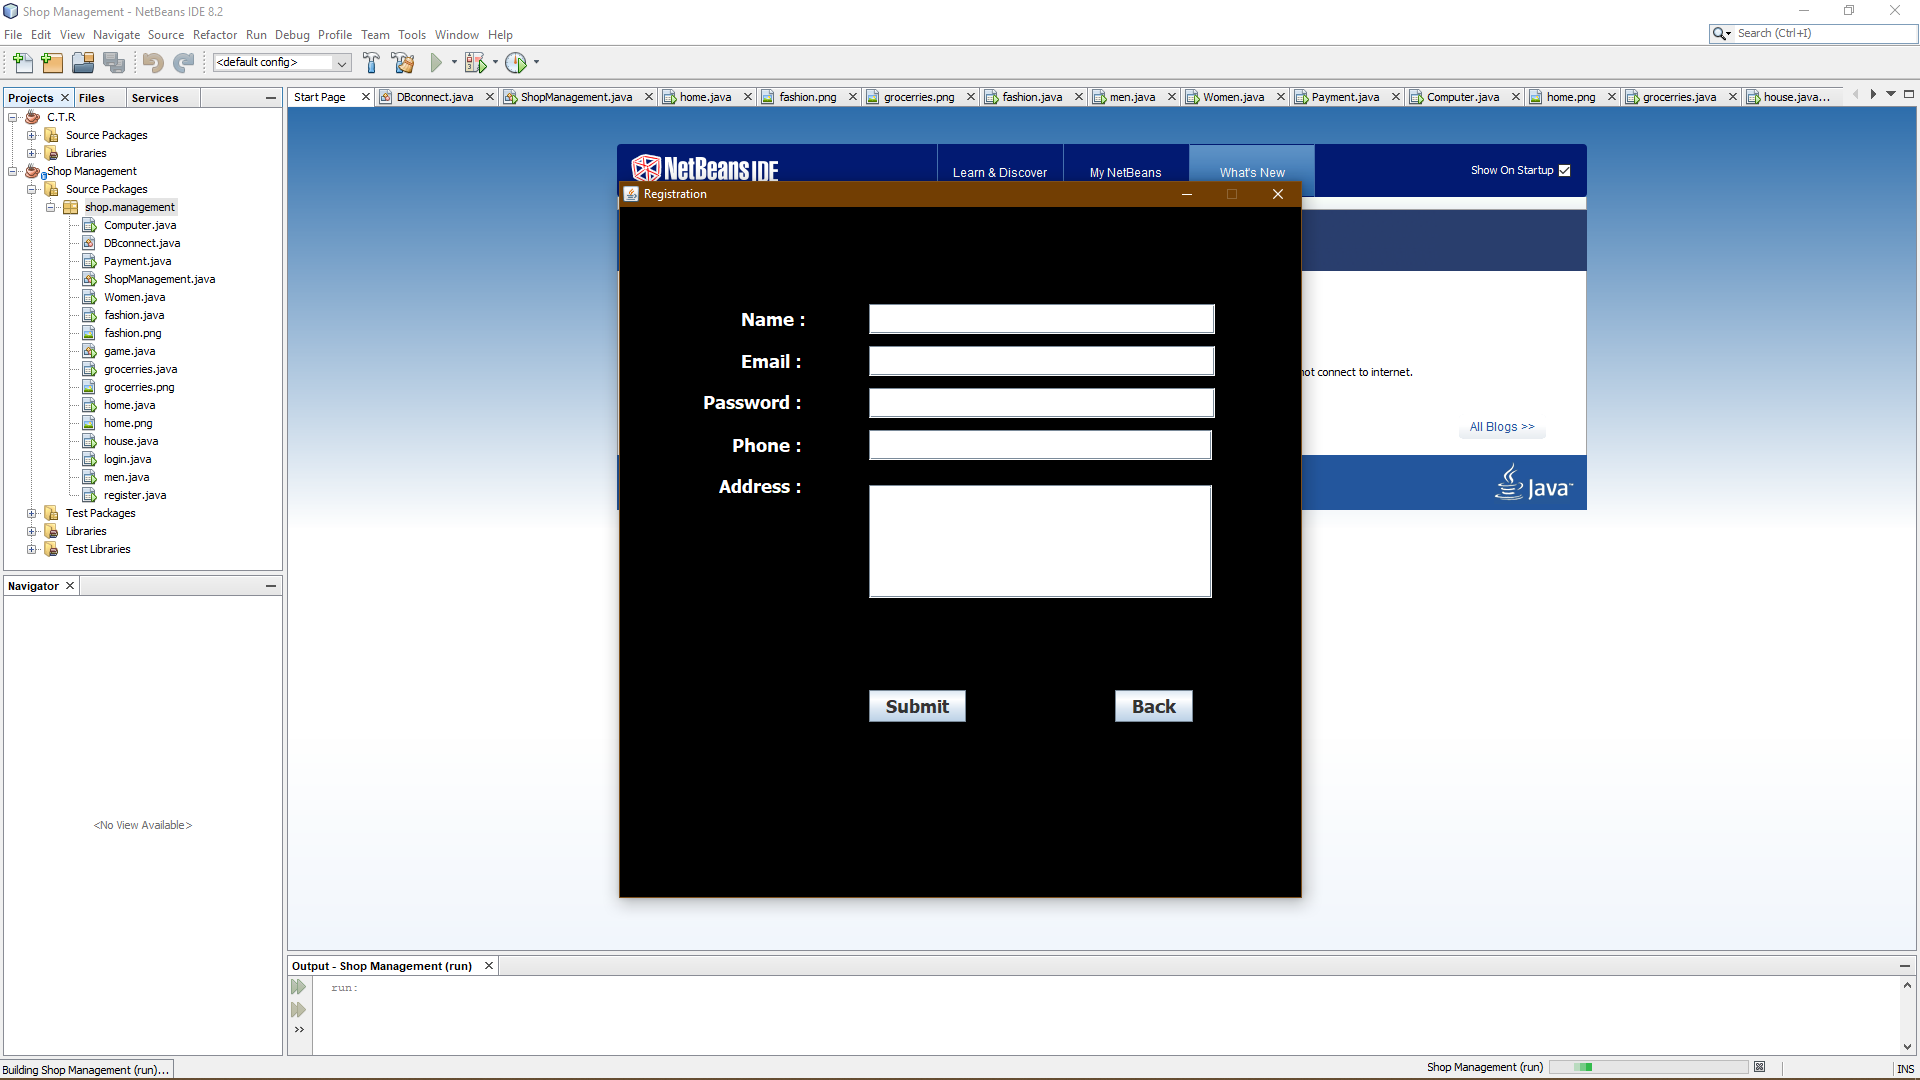 Shop Management - NetBeans IDE 8.2
File Edit View Navigate Source Refactor Run Debug Profile Team Tools Window Help
Search (Ctrl+I)
<default config>
Projects Files Services
Start Page DBconnect.java ShopManagement.java home.java fashion.png grocerries.png fashion.java men.java Women.java Payment.java Computer.java home.png grocerries.java house.java...
C.T.R
Source Packages
Libraries
Shop Management
Source Packages
shop.management
Computer.java
DBconnect.java
Payment.java
ShopManagement.java
Women.java
fashion.java
fashion.png
game.java
grocerries.java
grocerries.png
home.java
home.png
house.java
login.java
men.java
register.java
Test Packages
Libraries
Test Libraries
Navigator
<No View Available>
NetBeans IDE
Learn & Discover My NetBeans What's New
Show On Startup
Registration
Name :
Email :
Password :
Phone :
Address :
Submit Back
not connect to internet.
All Blogs >>
Java™
Output - Shop Management (run)
run:
>>
Building Shop Management (run)...
Shop Management (run)
INS